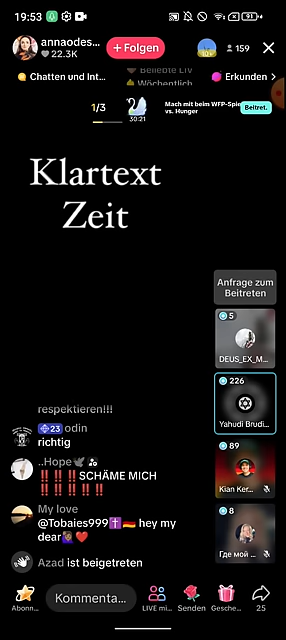 19:53
91
annaodes...
22.3K
+ Folgen
10+
159
Chatten und Int...
Beliebte LIV
Wöchentlich
Erkunden >
1/3
30:21
Mach mit beim WFP-Spie
vs. Hunger
Beitret.
Klartext
Zeit
Anfrage zum
Beitreten
5
DEUS_EX_M...
226
Yahudi Brudi...
89
Kian Ker...
8
Где мой ...
respektieren!!!
23 odin
richtig
..Hope🕊
‼️‼️‼️SCHÄME MICH
‼️‼️‼️‼️‼️
My love
@Tobaies999✝️🇩🇪 hey my
dear🙋🏾‍♀️❤️
Azad ist beigetreten
Abonn...
Kommenta...
LIVE mi...
Senden
Gesche...
25